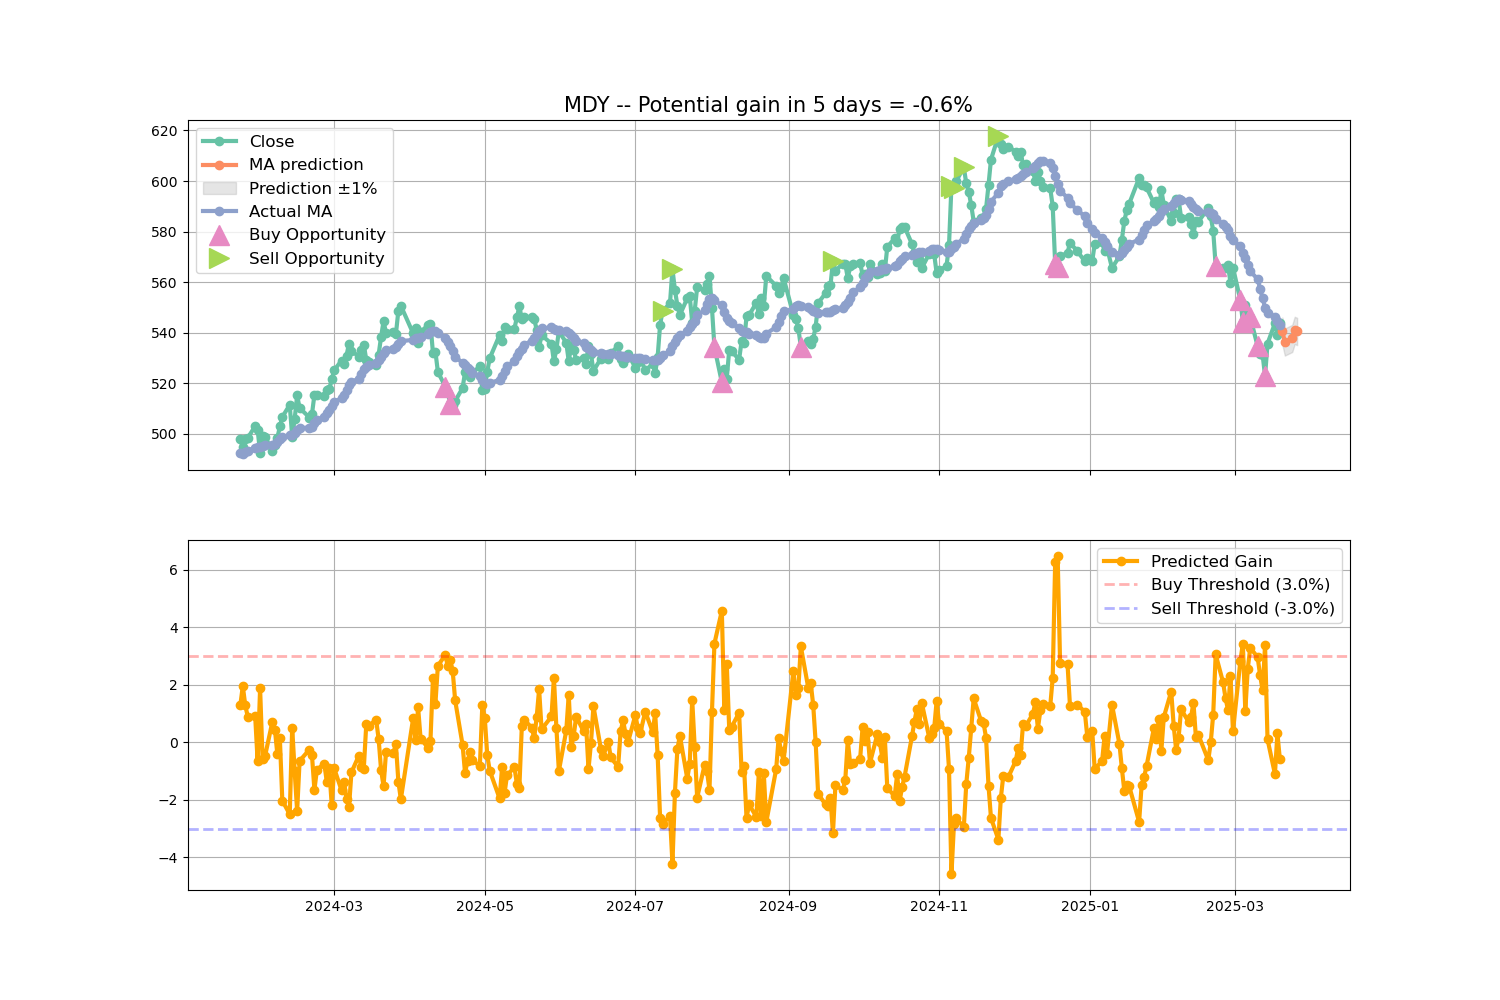 MDY -- Potential gain in 5 days = -0.6%
620
600
580
560
540
520
500
Close
MA prediction
Prediction ±1%
Actual MA
Buy Opportunity
Sell Opportunity
6
4
2
0
−2
−4
Predicted Gain
Buy Threshold (3.0%)
Sell Threshold (-3.0%)
2024-03
2024-05
2024-07
2024-09
2024-11
2025-01
2025-03